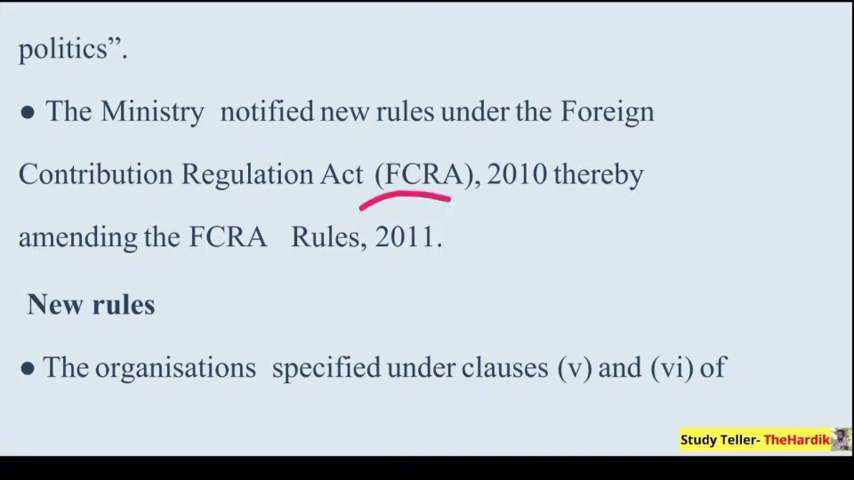 politics”.
● The Ministry notified new rules under the Foreign
Contribution Regulation Act (FCRA), 2010 thereby
amending the FCRA Rules, 2011.
New rules
● The organisations specified under clauses (v) and (vi) of
Study Teller- TheHardik